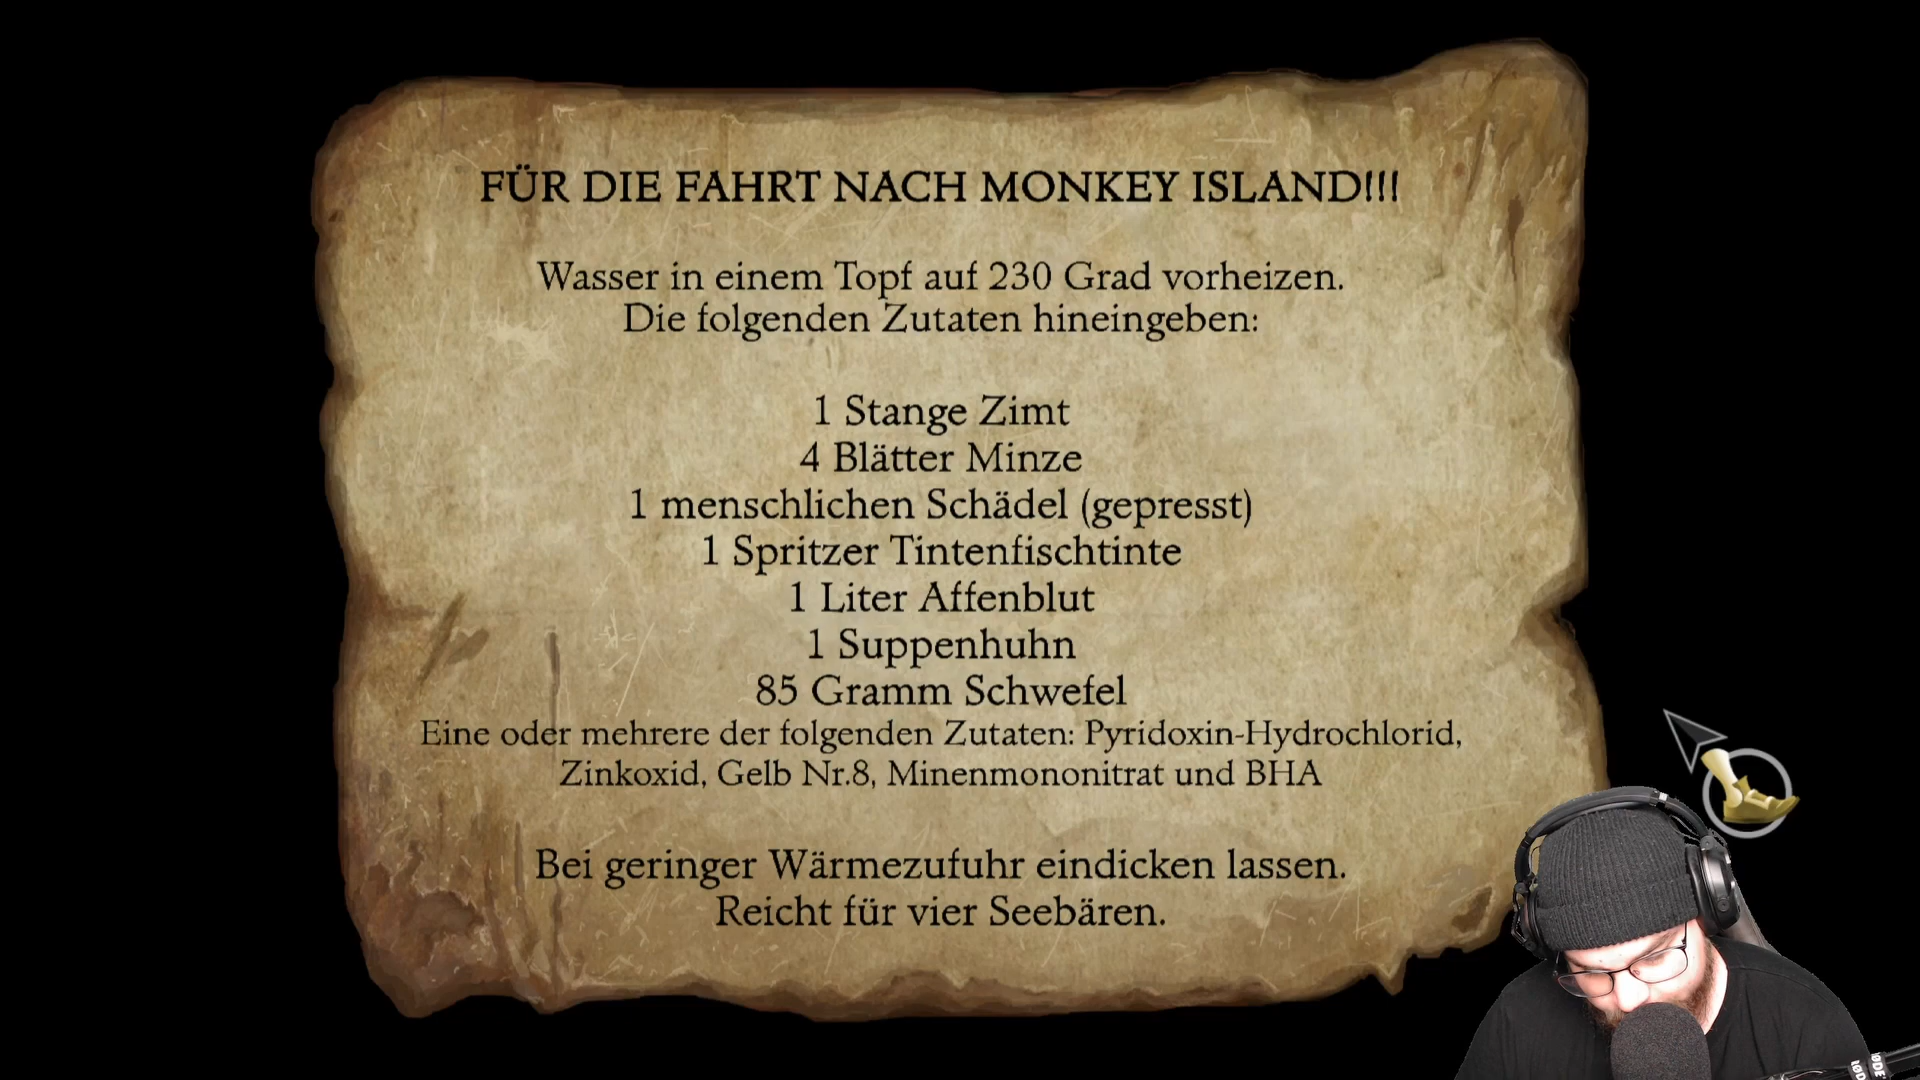 FÜR DIE FAHRT NACH MONKEY ISLAND!!!
Wasser in einem Topf auf 230 Grad vorheizen.
Die folgenden Zutaten hineingeben:
1 Stange Zimt
4 Blätter Minze
1 menschlichen Schädel (gepresst)
1 Spritzer Tintenfischtinte
1 Liter Affenblut
1 Suppenhuhn
85 Gramm Schwefel
Eine oder mehrere der folgenden Zutaten: Pyridoxin-Hydrochlorid,
Zinkoxid, Gelb Nr.8, Minenmononitrat und BHA
Bei geringer Wärmezufuhr eindicken lassen.
Reicht für vier Seebären.